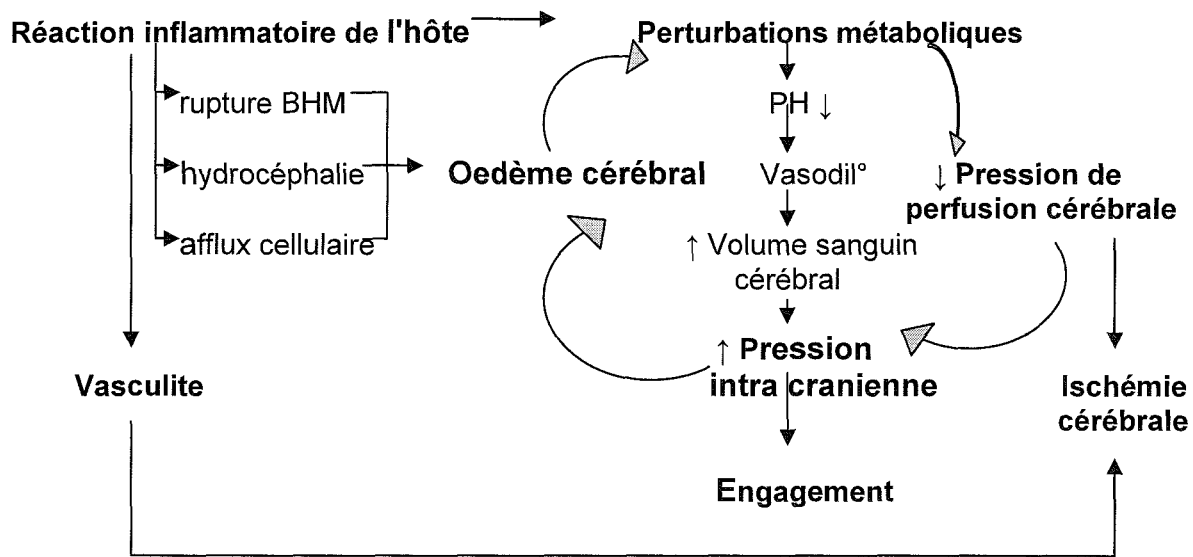 Réaction inflammatoire de l'hôte
Perturbations métaboliques
rupture BHM
PH ↓
hydrocéphalie
Oedème cérébral
Vasodil°
↓ Pression de
perfusion cérébrale
afflux cellulaire
↑ Volume sanguin
cérébral
↑ Pression
intra cranienne
Vasculite
Ischémie
cérébrale
Engagement